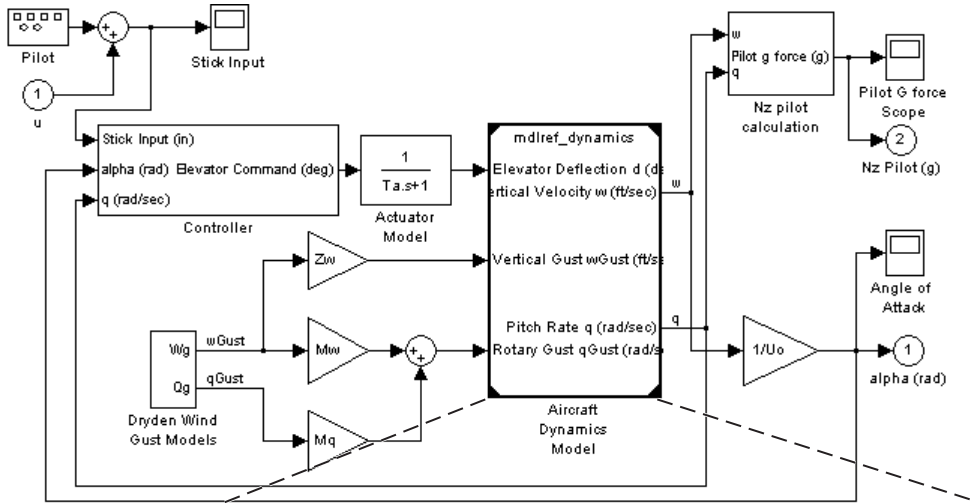 Pilot
1
u
Stick Input
Stick Input (in)
alpha (rad) Elevator Command (deg)
q (rad/sec)
Controller
1
Ta.s+1
Actuator
Model
mdlref_dynamics
Elevator Deflection d (de
ertical Velocity w (ft/sec)
Vertical Gust wGust (ft/se
Pitch Rate q (rad/sec)
Rotary Gust qGust (rad/s
Aircraft
Dynamics
Model
w
q
w
Pilot g force (g)
q
Nz pilot
calculation
Pilot G force
Scope
2
Nz Pilot (g)
Angle of
Attack
1/Uo
1
alpha (rad)
Zw
Mw
Mq
Wg
wGust
Qg
qGust
Dryden Wind
Gust Models